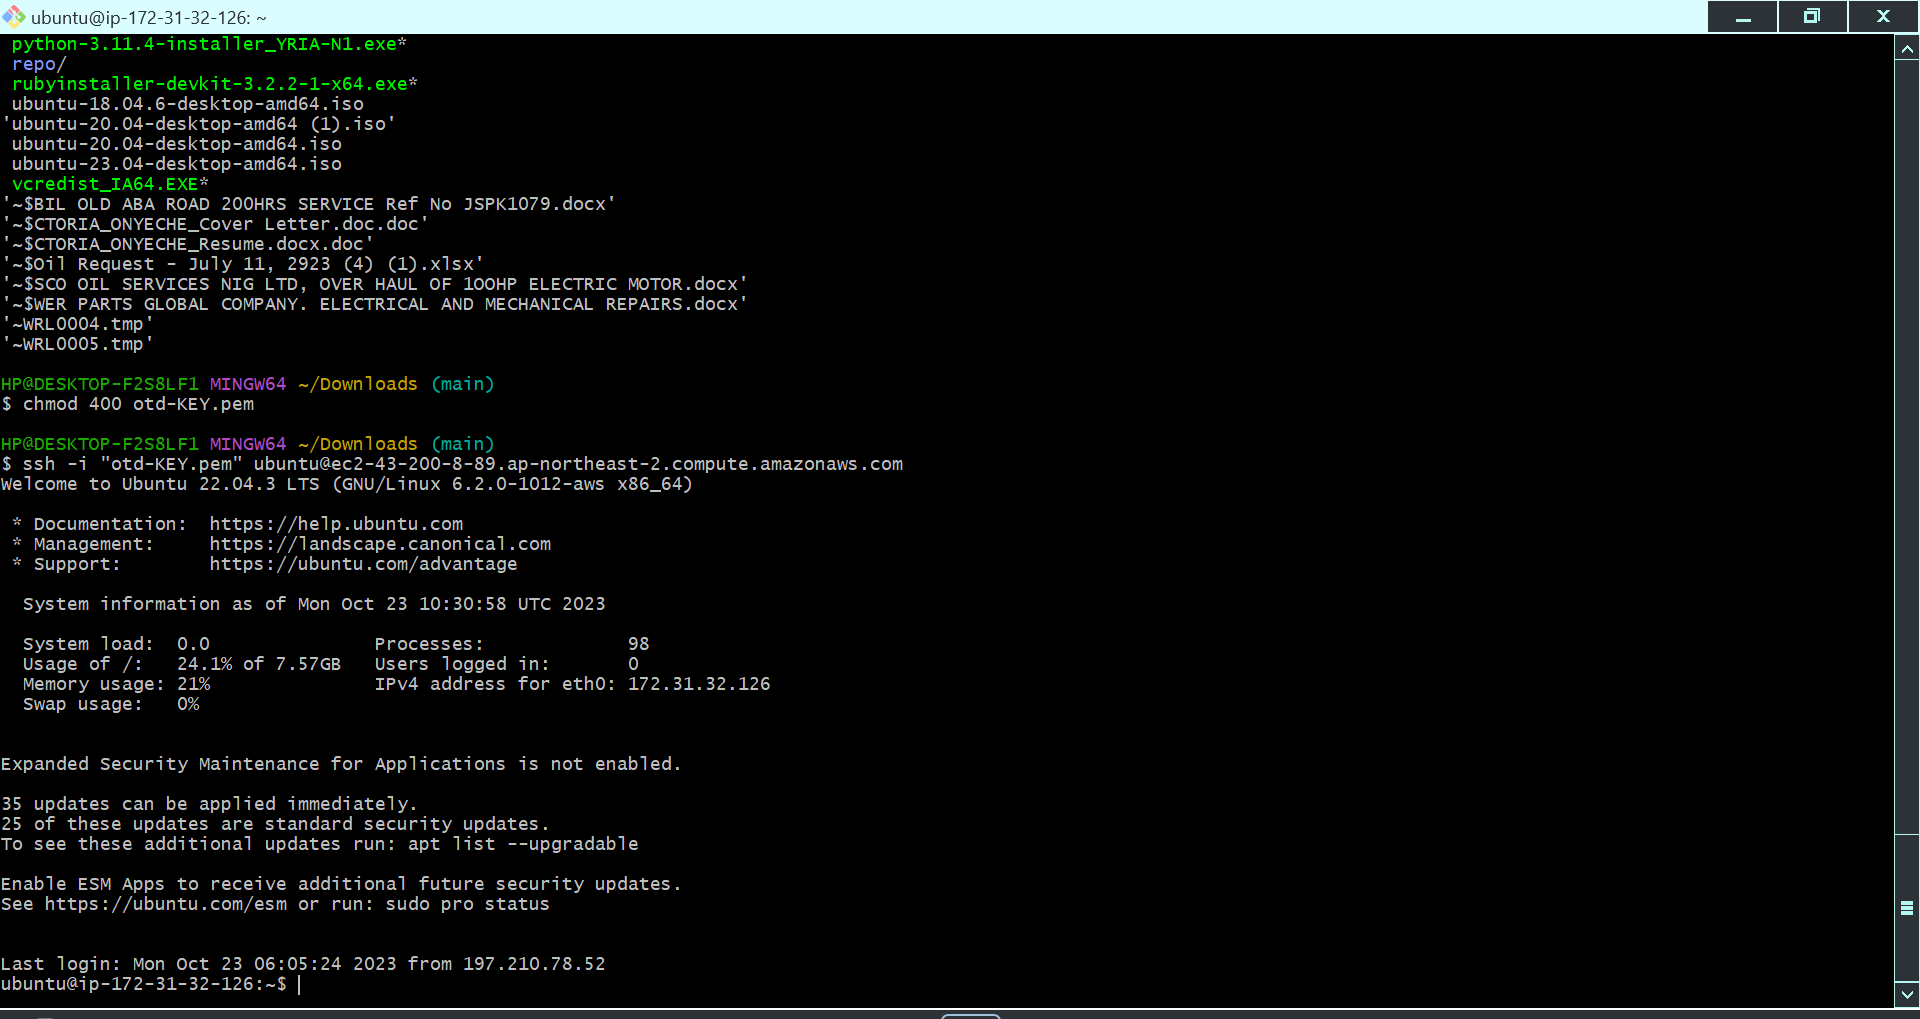 ubuntu@ip-172-31-32-126: ~
python-3.11.4-installer_YRIA-N1.exe*
repo/
rubyinstaller-devkit-3.2.2-1-x64.exe*
ubuntu-18.04.6-desktop-amd64.iso
'ubuntu-20.04-desktop-amd64 (1).iso'
ubuntu-20.04-desktop-amd64.iso
ubuntu-23.04-desktop-amd64.iso
vcredist_IA64.EXE*
'~$BIL OLD ABA ROAD 200HRS SERVICE Ref No JSPK1079.docx'
'~$CTORIA_ONYECHE_Cover Letter.doc.doc'
'~$CTORIA_ONYECHE_Resume.docx.doc'
'~$Oil Request - July 11, 2923 (4) (1).xlsx'
'~$SCO OIL SERVICES NIG LTD, OVER HAUL OF 100HP ELECTRIC MOTOR.docx'
'~$WER PARTS GLOBAL COMPANY. ELECTRICAL AND MECHANICAL REPAIRS.docx'
'~WRL0004.tmp'
'~WRL0005.tmp'
HP@DESKTOP-F2S8LF1 MINGW64 ~/Downloads (main)
$ chmod 400 otd-KEY.pem
HP@DESKTOP-F2S8LF1 MINGW64 ~/Downloads (main)
$ ssh -i "otd-KEY.pem" ubuntu@ec2-43-200-8-89.ap-northeast-2.compute.amazonaws.com
Welcome to Ubuntu 22.04.3 LTS (GNU/Linux 6.2.0-1012-aws x86_64)
* Documentation:  https://help.ubuntu.com
* Management:     https://landscape.canonical.com
* Support:        https://ubuntu.com/advantage
System information as of Mon Oct 23 10:30:58 UTC 2023
System load:  0.0               Processes:             98
Usage of /:   24.1% of 7.57GB   Users logged in:       0
Memory usage: 21%               IPv4 address for eth0: 172.31.32.126
Swap usage:   0%
Expanded Security Maintenance for Applications is not enabled.
35 updates can be applied immediately.
25 of these updates are standard security updates.
To see these additional updates run: apt list --upgradable
Enable ESM Apps to receive additional future security updates.
See https://ubuntu.com/esm or run: sudo pro status
Last login: Mon Oct 23 06:05:24 2023 from 197.210.78.52
ubuntu@ip-172-31-32-126:~$